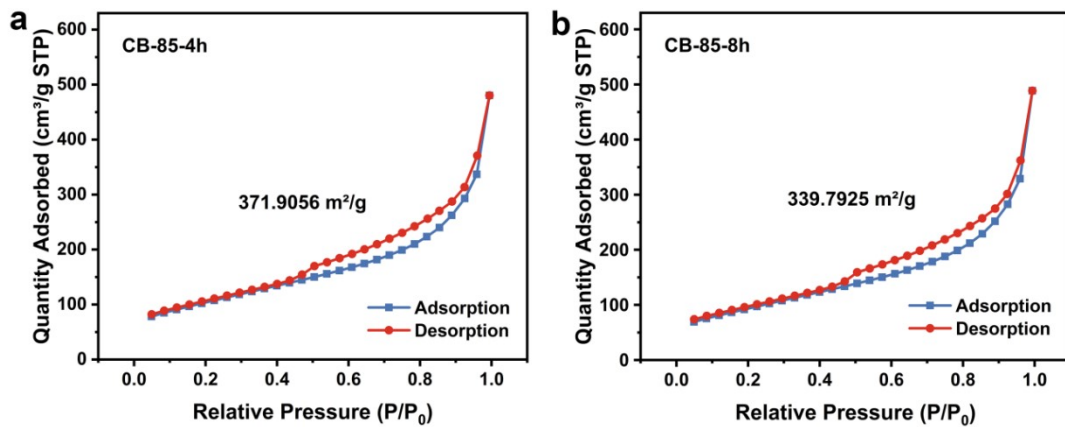 a
CB-85-4h
371.9056 m²/g
Adsorption
Desorption
Quantity Adsorbed (cm³/g STP)
600
500
400
300
200
100
0
0.0 0.2 0.4 0.6 0.8 1.0
Relative Pressure (P/P₀)
b
CB-85-8h
339.7925 m²/g
Adsorption
Desorption
Quantity Adsorbed (cm³/g STP)
600
500
400
300
200
100
0
0.0 0.2 0.4 0.6 0.8 1.0
Relative Pressure (P/P₀)